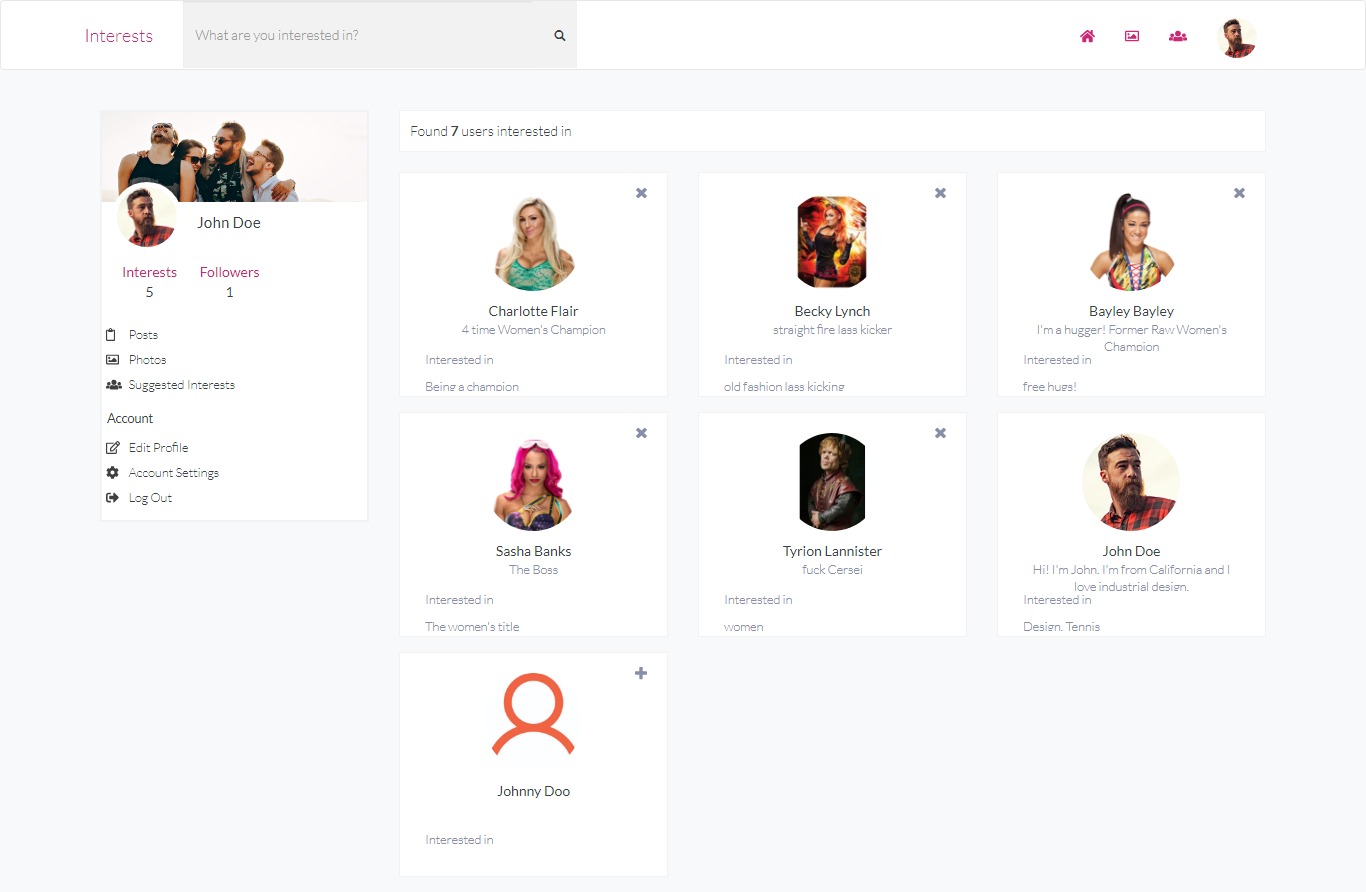 Interests
What are you interested in?
John Doe
Interests
Followers
5
1
Posts
Photos
Suggested Interests
Account
Edit Profile
Account Settings
Log Out
Found 7 users interested in
Charlotte Flair
4 time Women's Champion
Interested in
Being a champion
Becky Lynch
straight fire lass kicker
Interested in
old fashion lass kicking
Bayley Bayley
I'm a hugger! Former Raw Women's
Champion
Interested in
free hugs!
Sasha Banks
The Boss
Interested in
The women's title
Tyrion Lannister
fuck Cersei
Interested in
women
John Doe
Hi! I'm John. I'm from California and I
love industrial design.
Interested in
Design, Tennis
Johnny Doo
Interested in